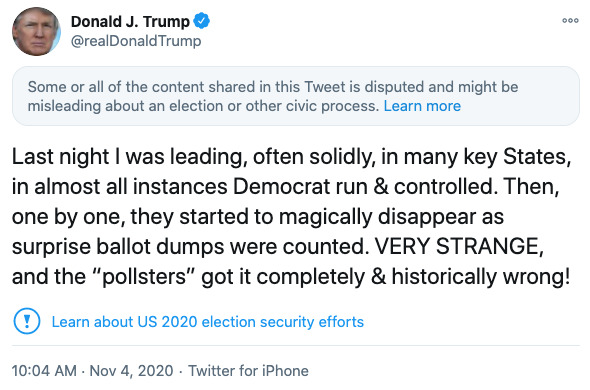 Donald J. Trump
@realDonaldTrump
Some or all of the content shared in this Tweet is disputed and might be
misleading about an election or other civic process. Learn more
Last night I was leading, often solidly, in many key States,
in almost all instances Democrat run & controlled. Then,
one by one, they started to magically disappear as
surprise ballot dumps were counted. VERY STRANGE,
and the “pollsters” got it completely & historically wrong!
Learn about US 2020 election security efforts
10:04 AM · Nov 4, 2020 · Twitter for iPhone